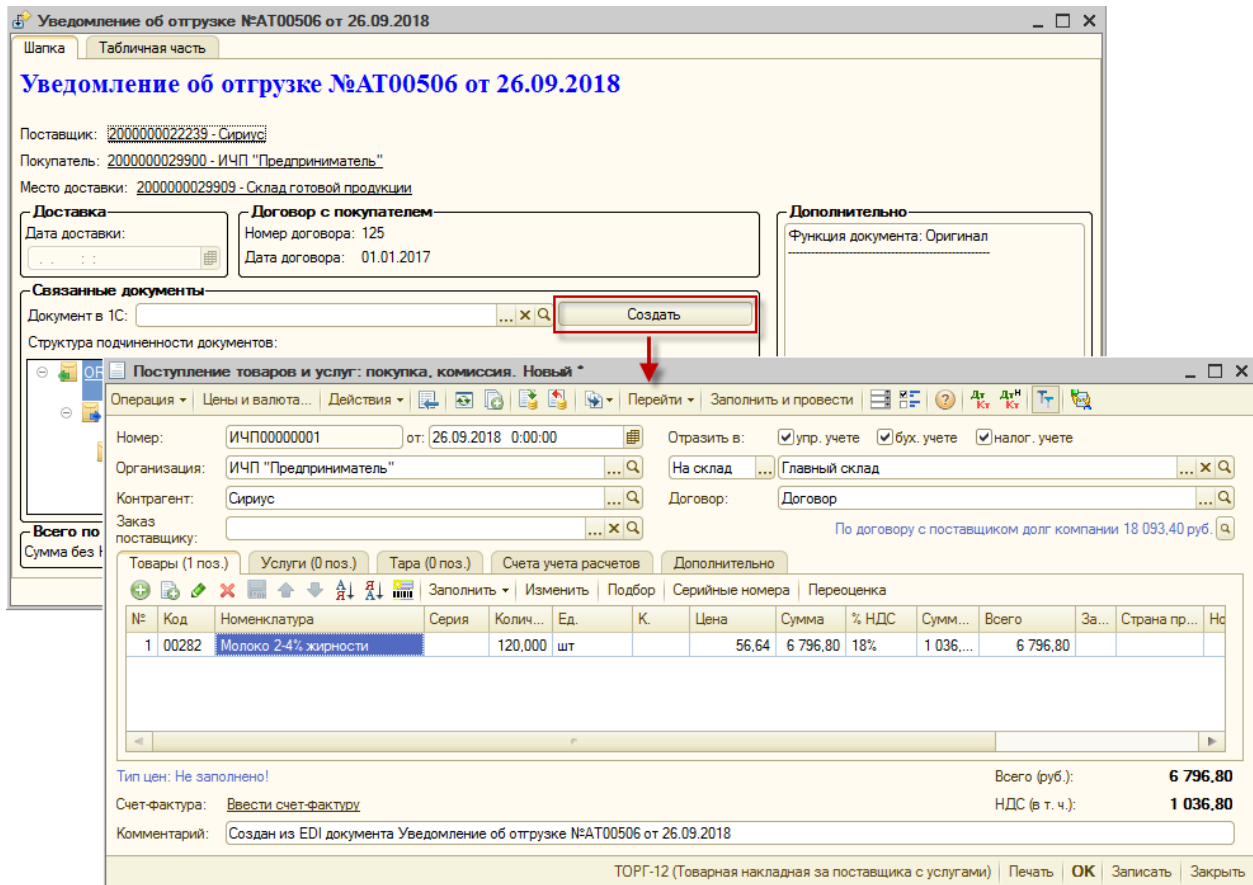 Уведомление об отгрузке №АТ00506 от 26.09.2018
Шапка Табличная часть
Уведомление об отгрузке №АТ00506 от 26.09.2018
Поставщик: 2000000022239 - Сириус
Покупатель: 2000000029900 - ИЧП "Предприниматель"
Место доставки: 2000000029909 - Склад готовой продукции
Доставка
Дата доставки:
Договор с покупателем
Номер договора: 125
Дата договора: 01.01.2017
Дополнительно
Функция документа: Оригинал
Связанные документы
Документ в 1С: ... Создать
Структура подчиненности документов:
Всего по
Сумма без
Поступление товаров и услуг: покупка, комиссия. Новый *
Операция Цены и валюта... Действия Перейти Заполнить и провести Дт Кт Дт Н Кт
Номер: ИЧП00000001 от: 26.09.2018 0:00:00 Отразить в: упр. учете бух. учете налог. учете
Организация: ИЧП "Предприниматель" ... На склад ... Главный склад ...
Контрагент: Сириус ... Договор: Договор ...
Заказ поставщику: ... По договору с поставщиком долг компании 18 093,40 руб.
Товары (1 поз.) Услуги (0 поз.) Тара (0 поз.) Счета учета расчетов Дополнительно
Заполнить Изменить Подбор Серийные номера Переоценка
№ Код Номенклатура Серия Колич... Ед. К. Цена Сумма % НДС Сумм... Всего За... Страна пр... Но
1 00282 Молоко 2-4% жирности 120,000 шт 56,64 6 796,80 18% 1 036,... 6 796,80
Тип цен: Не заполнено! Всего (руб.): 6 796,80
Счет-фактура: Ввести счет-фактуру НДС (в т. ч.): 1 036,80
Комментарий: Создан из EDI документа Уведомление об отгрузке №АТ00506 от 26.09.2018
ТОРГ-12 (Товарная накладная за поставщика с услугами) Печать OK Записать Закрыть